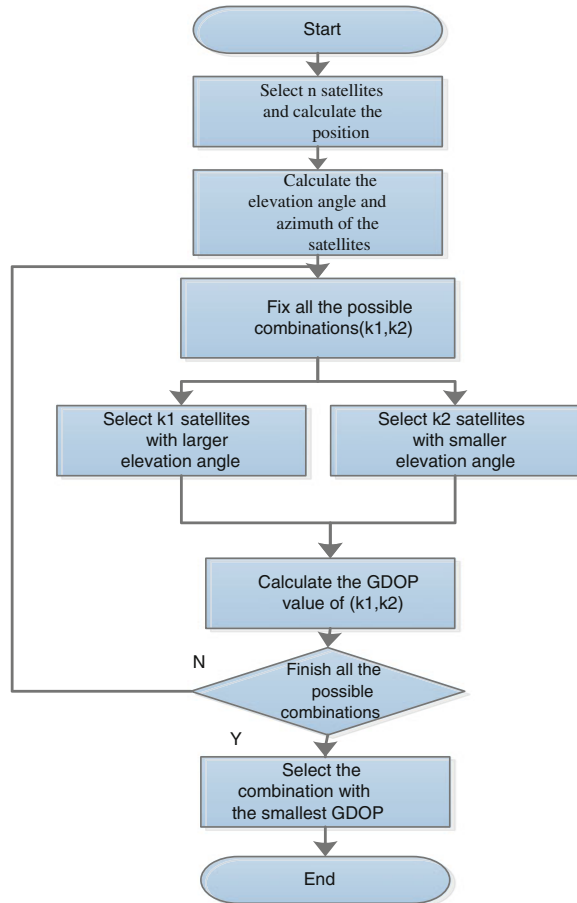 Start
Select n satellites
and calculate the
position
Calculate the
elevation angle and
azimuth of the
satellites
Fix all the possible
combinations(k1,k2)
Select k1 satellites
with larger
elevation angle
Select k2 satellites
with smaller
elevation angle
Calculate the GDOP
value of (k1,k2)
N
Finish all the
possible
combinations
Y
Select the
combination with
the smallest GDOP
End